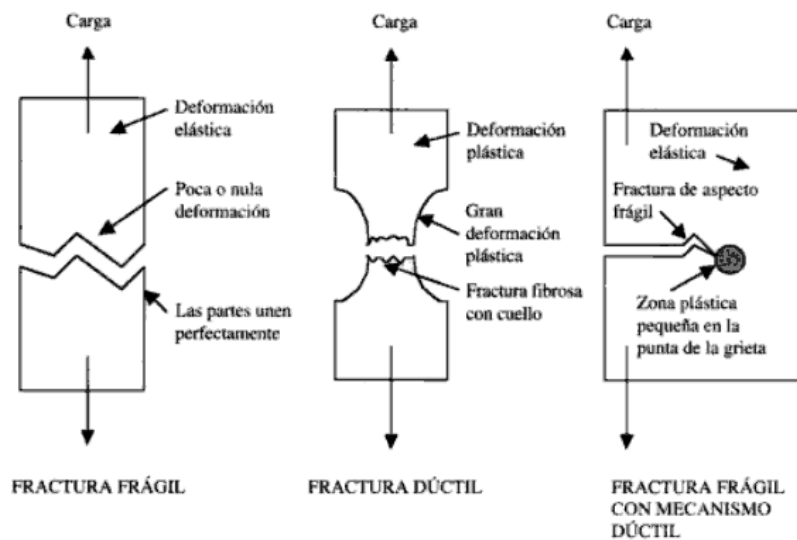 Carga
Deformación
elástica
Poca o nula
deformación
Las partes unen
perfectamente
FRACTURA FRÁGIL
Carga
Deformación
plástica
Gran
deformación
plástica
Fractura fibrosa
con cuello
FRACTURA DÚCTIL
Carga
Deformación
elástica
Fractura de aspecto
frágil
Zona plástica
pequeña en la
punta de la grieta
FRACTURA FRÁGIL
CON MECANISMO
DÚCTIL